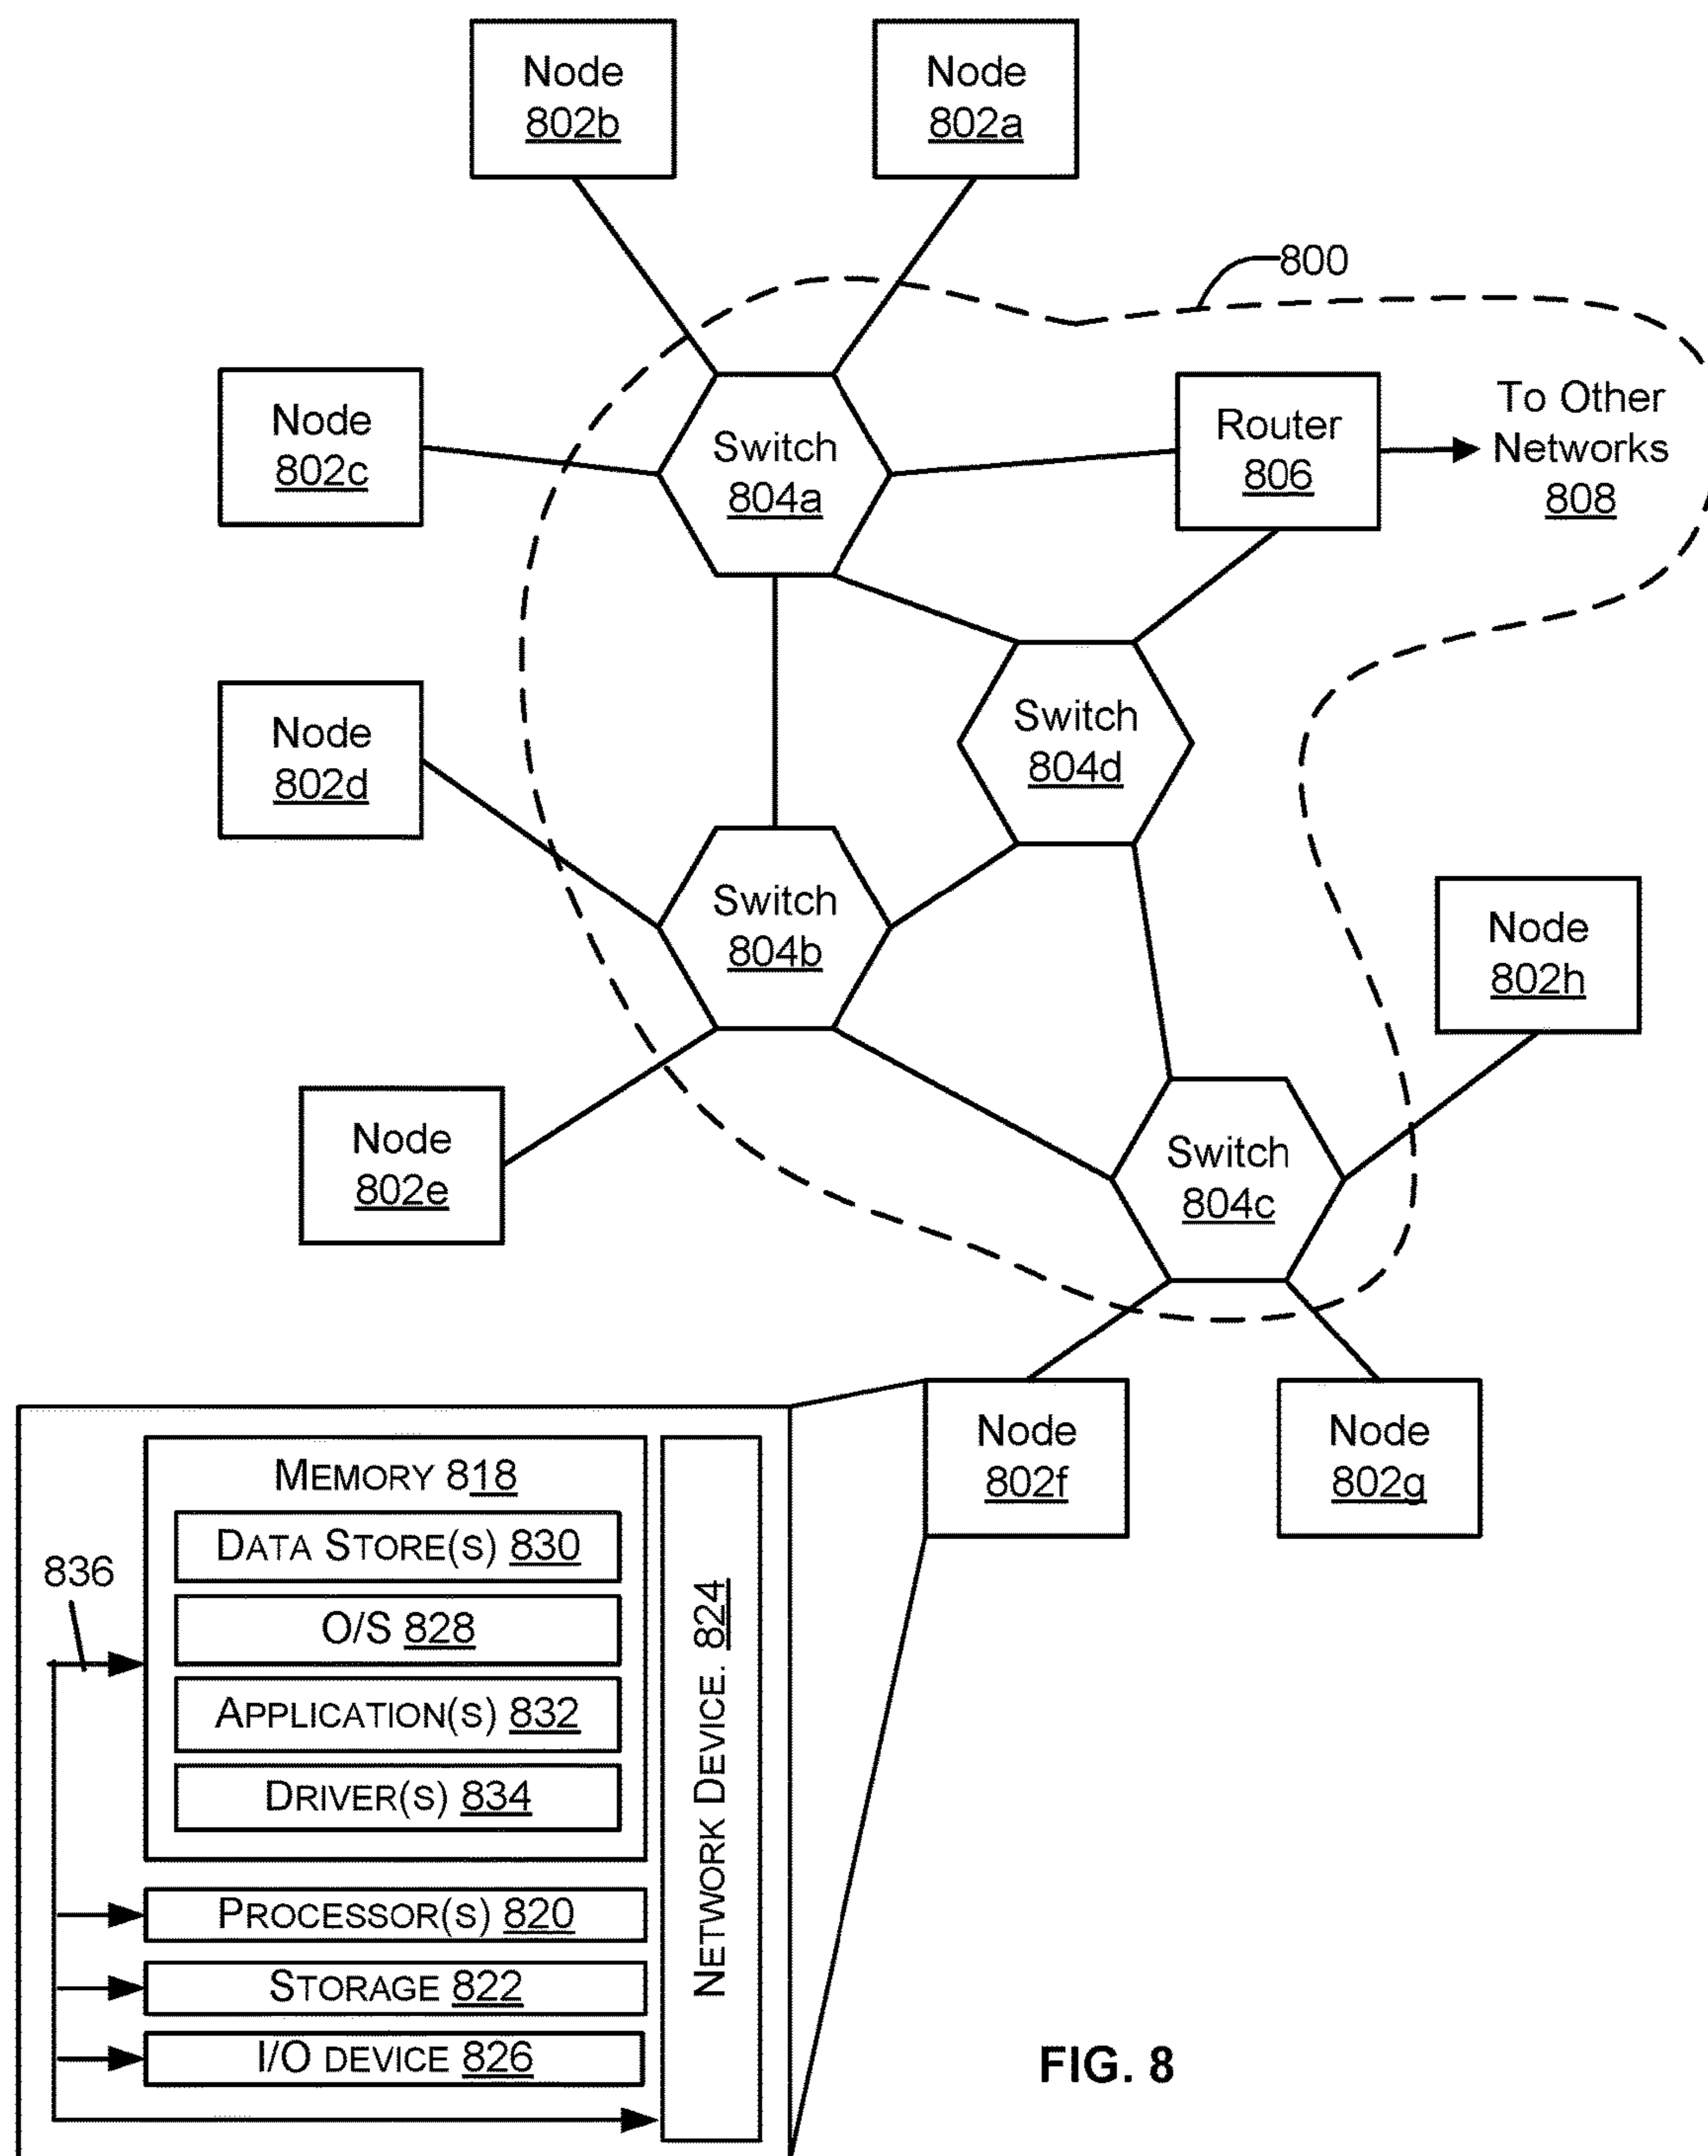 Node
802b
Node
802a
800
Node
802c
Switch
804a
Router
806
To Other
Networks
808
Node
802d
Switch
804d
Switch
804b
Node
802h
Node
802e
Switch
804c
Node
802f
Node
802g
MEMORY 818
DATA STORE(S) 830
836
O/S 828
APPLICATION(S) 832
DRIVER(S) 834
NETWORK DEVICE. 824
PROCESSOR(S) 820
STORAGE 822
I/O DEVICE 826
FIG. 8